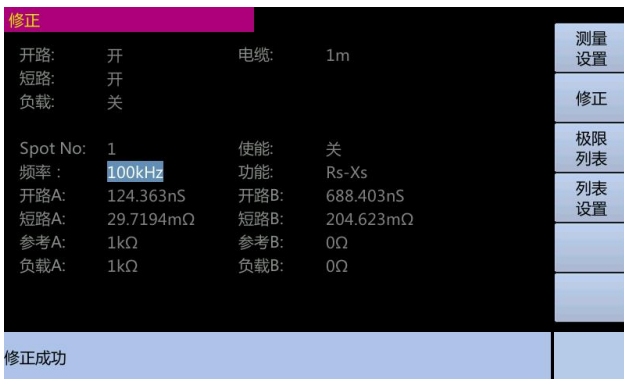 修正
开路: 开 电缆: 1m
短路: 开
负载: 关
Spot No: 1 使能: 关
频率: 100kHz 功能: Rs-Xs
开路A: 124.363nS 开路B: 688.403nS
短路A: 29.7194mΩ 短路B: 204.623mΩ
参考A: 1kΩ 参考B: 0Ω
负载A: 1kΩ 负载B: 0Ω
修正成功
测量
设置
修正
极限
列表
列表
设置